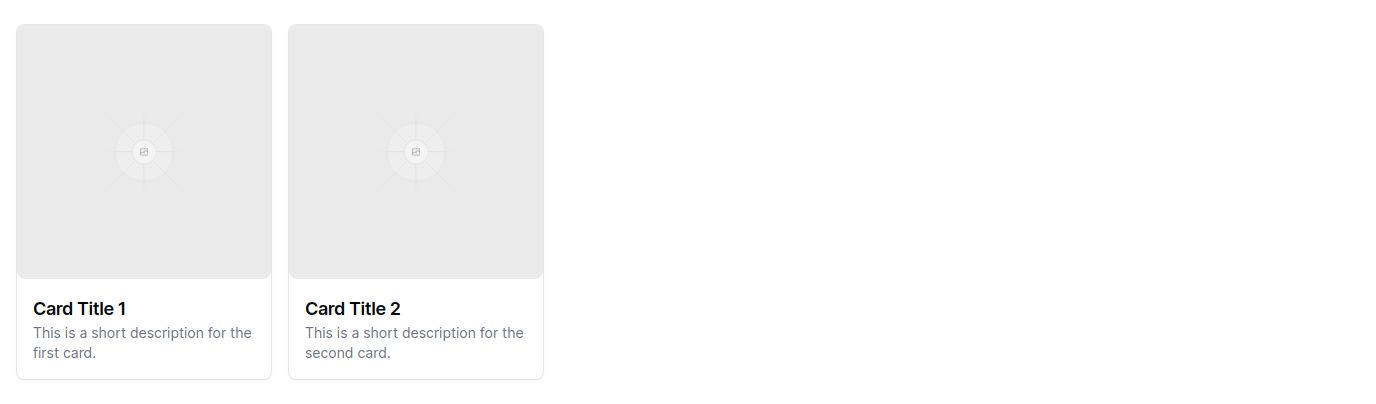 Card Title 1
This is a short description for the
first card.
Card Title 2
This is a short description for the
second card.